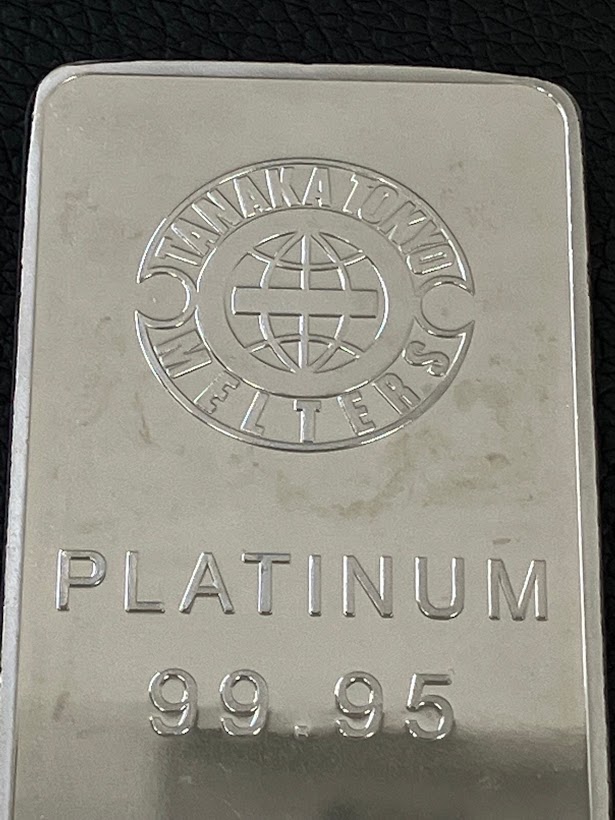 TANAKA TOKYO
MELTERS
PLATINUM
99.95